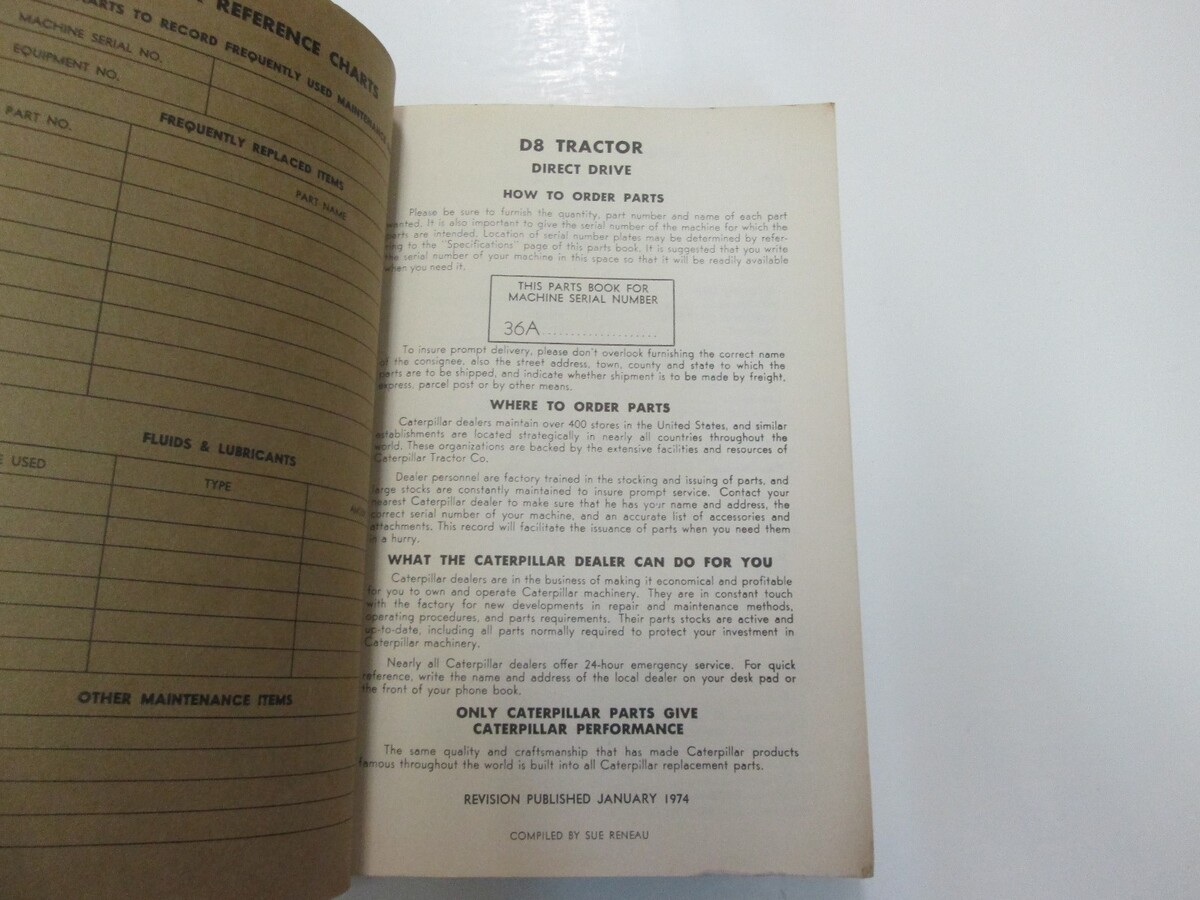 REFERENCE CHARTS
CHARTS TO RECORD FREQUENTLY USED MAINTENANCE
MACHINE SERIAL NO.
EQUIPMENT NO.
FREQUENTLY REPLACED ITEMS
PART NO.
PART NAME
FLUIDS & LUBRICANTS
USED
TYPE
OTHER MAINTENANCE ITEMS
D8 TRACTOR
DIRECT DRIVE
HOW TO ORDER PARTS
Please be sure to furnish the quantity, part number and name of each part
wanted. It is also important to give the serial number of the machine for which the
parts are intended. Location of serial number plates may be determined by refer-
ring to the "Specifications" page of this parts book. It is suggested that you write
the serial number of your machine in this space so that it will be readily available
when you need it.
THIS PARTS BOOK FOR
MACHINE SERIAL NUMBER
36A....................
To insure prompt delivery, please don't overlook furnishing the correct name
of the consignee, also the street address, town, county and state to which the
parts are to be shipped, and indicate whether shipment is to be made by freight,
express, parcel post or by other means.
WHERE TO ORDER PARTS
Caterpillar dealers maintain over 400 stores in the United States, and similar
establishments are located strategically in nearly all countries throughout the
world. These organizations are backed by the extensive facilities and resources of
Caterpillar Tractor Co.
Dealer personnel are factory trained in the stocking and issuing of parts, and
large stocks are constantly maintained to insure prompt service. Contact your
nearest Caterpillar dealer to make sure that he has your name and address, the
correct serial number of your machine, and an accurate list of accessories and
attachments. This record will facilitate the issuance of parts when you need them
in a hurry.
WHAT THE CATERPILLAR DEALER CAN DO FOR YOU
Caterpillar dealers are in the business of making it economical and profitable
for you to own and operate Caterpillar machinery. They are in constant touch
with the factory for new developments in repair and maintenance methods,
operating procedures, and parts requirements. Their parts stocks are active and
up-to-date, including all parts normally required to protect your investment in
Caterpillar machinery.
Nearly all Caterpillar dealers offer 24-hour emergency service. For quick
reference, write the name and address of the local dealer on your desk pad or
the front of your phone book.
ONLY CATERPILLAR PARTS GIVE
CATERPILLAR PERFORMANCE
The same quality and craftsmanship that has made Caterpillar products
famous throughout the world is built into all Caterpillar replacement parts.
REVISION PUBLISHED JANUARY 1974
COMPILED BY SUE RENEAU